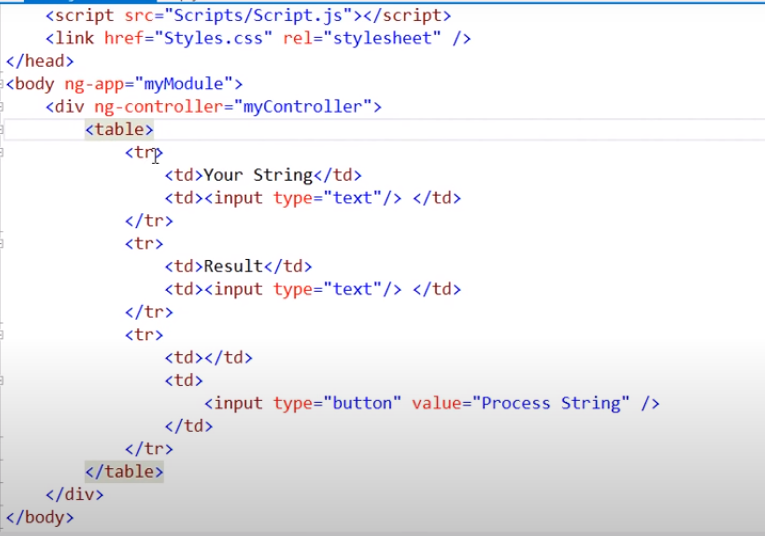 <script src="Scripts/Script.js"></script>
<link href="Styles.css" rel="stylesheet" />
</head>
<body ng-app="myModule">
<div ng-controller="myController">
<table>
<tr>
<td>Your String</td>
<td><input type="text"/> </td>
</tr>
<tr>
<td>Result</td>
<td><input type="text"/> </td>
</tr>
<tr>
<td></td>
<td>
<input type="button" value="Process String" />
</td>
</tr>
</table>
</div>
</body>